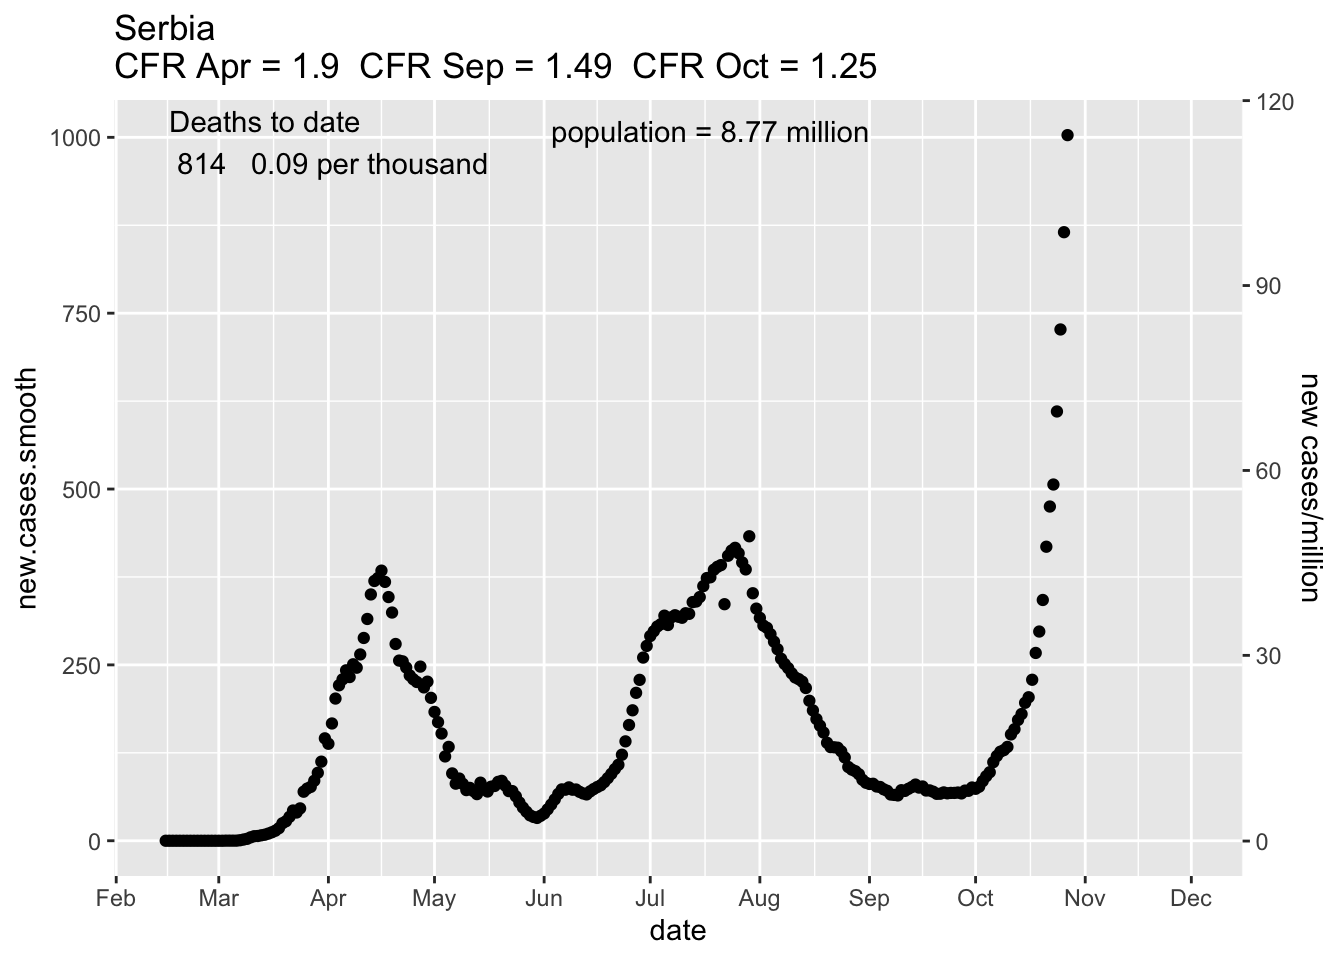 Serbia
CFR Apr = 1.9  CFR Sep = 1.49  CFR Oct = 1.25
Deaths to date
814   0.09 per thousand
population = 8.77 million
1000
750
500
250
0
new.cases.smooth
120
90
60
30
0
new cases/million
Feb Mar Apr May Jun Jul Aug Sep Oct Nov Dec
date